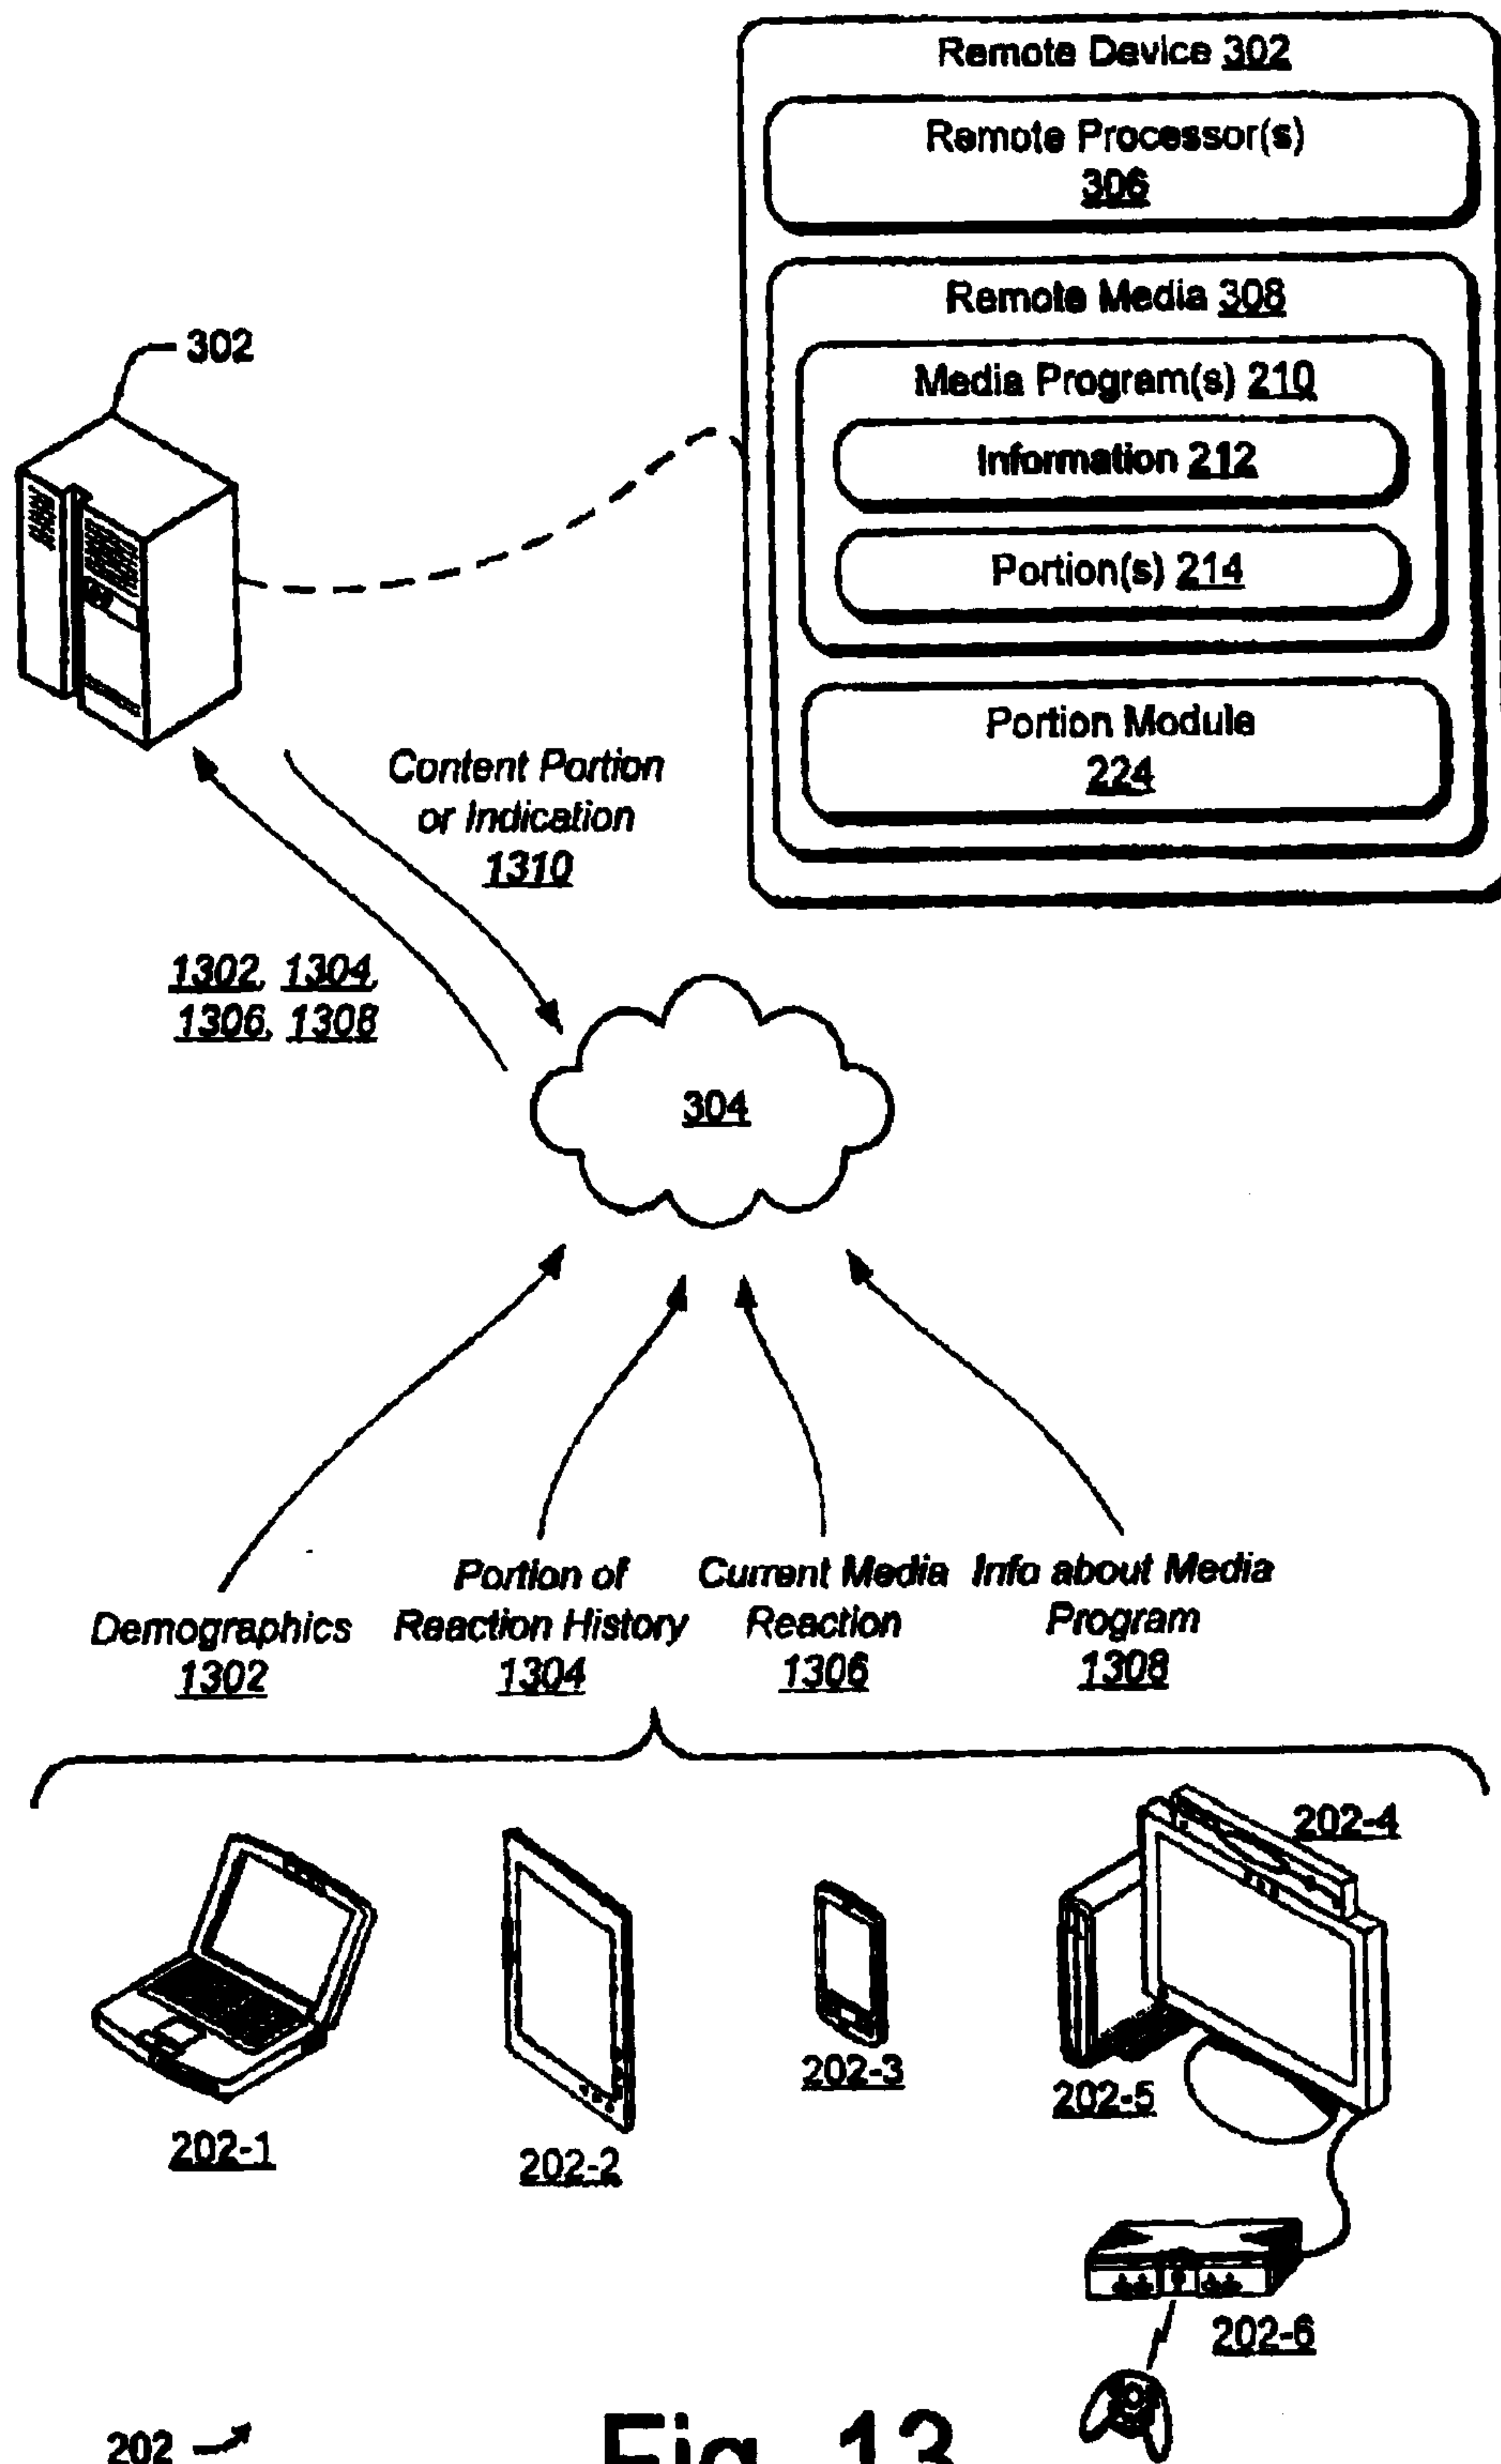 Remote Device 302
Remote Processor(s)
306
Remote Media 308
Media Program(s) 210
Information 212
Portion(s) 214
Portion Module
224
302
Content Portion
or Indication
1310
1302, 1304,
1306, 1308
304
Demographics
1302
Portion of
Reaction History
1304
Current Media
Reaction
1306
Info about Media
Program
1308
202-1
202-2
202-3
202-4
202-5
202-6
202
Fig. 13